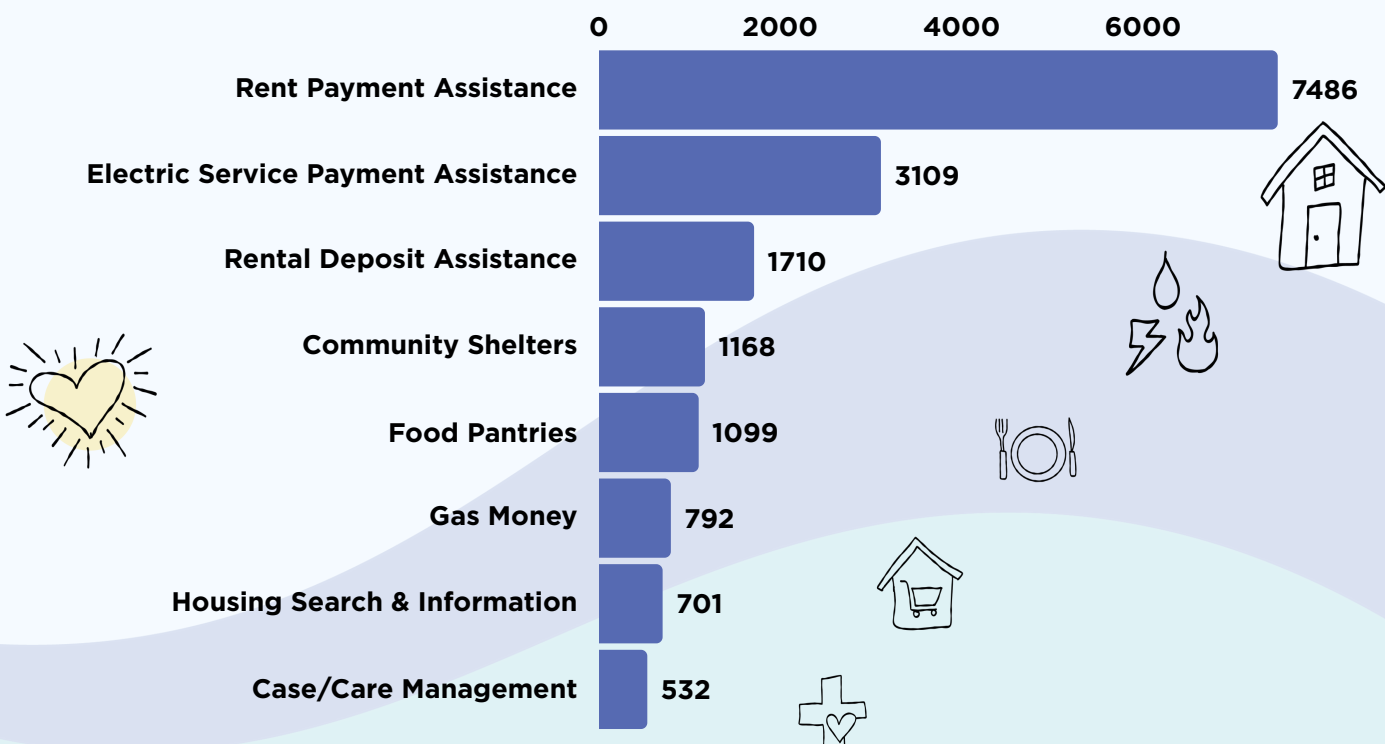 0 2000 4000 6000
Rent Payment Assistance 7486
Electric Service Payment Assistance 3109
Rental Deposit Assistance 1710
Community Shelters 1168
Food Pantries 1099
Gas Money 792
Housing Search & Information 701
Case/Care Management 532